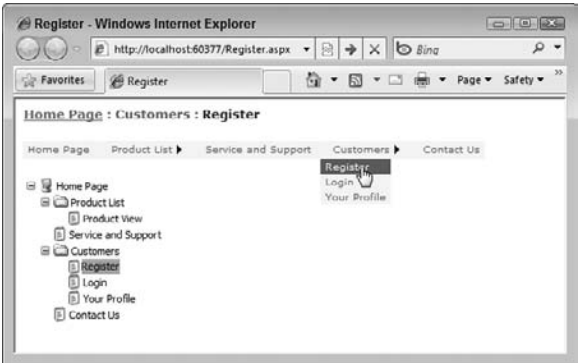 Register - Windows Internet Explorer
http://localhost:60377/Register.aspx
Bing
Favorites
Register
Page
Safety
»
Home Page : Customers : Register
Home Page Product List Service and Support Customers Contact Us
Register
Login
Your Profile
Home Page
Product List
Product View
Service and Support
Customers
Register
Login
Your Profile
Contact Us